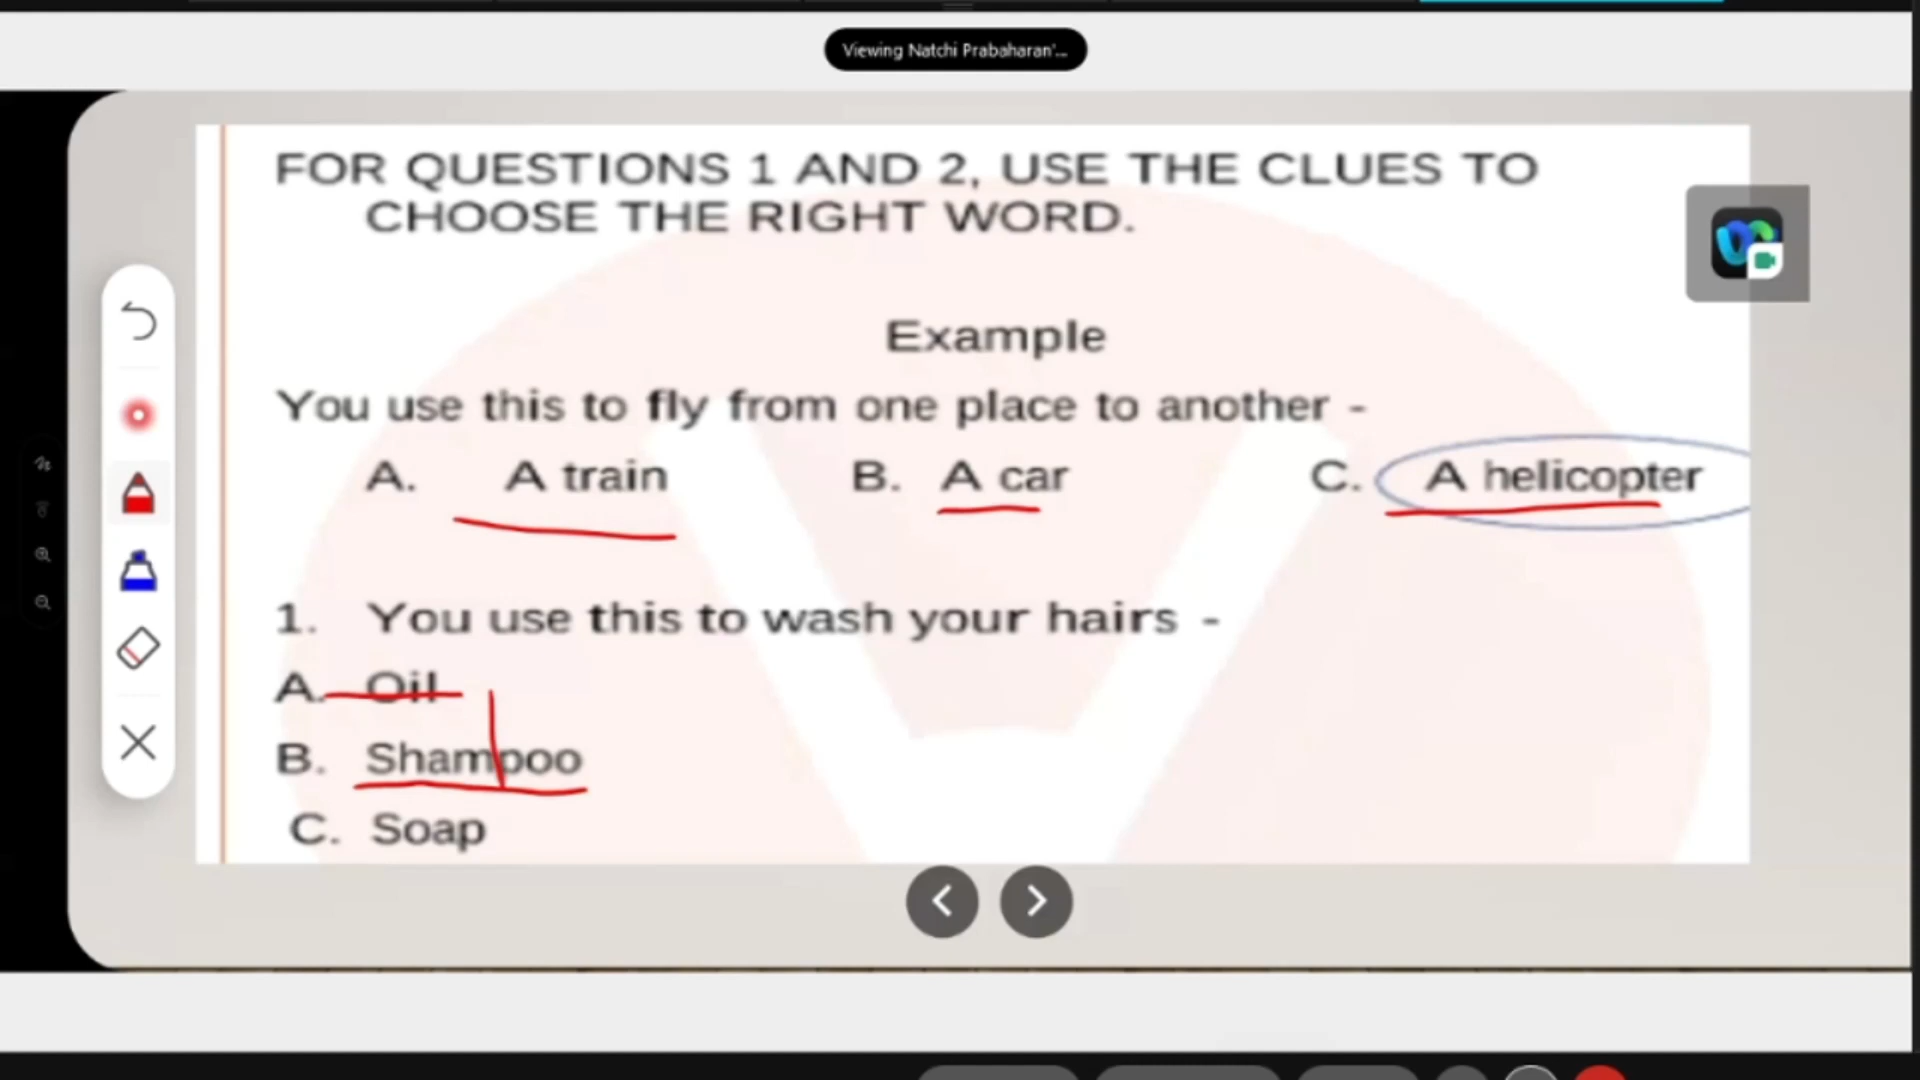 Viewing Natchi Prabaharan'...
FOR QUESTIONS 1 AND 2, USE THE CLUES TO
CHOOSE THE RIGHT WORD.
Example
You use this to fly from one place to another -
A. A train B. A car C. A helicopter
1. You use this to wash your hairs -
A. Oil
B. Shampoo
C. Soap